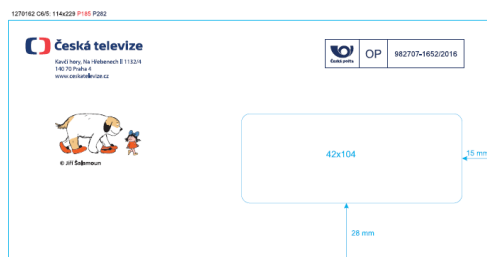 1270162 C6/5: 114x229 P185 P282
Česká televize
Kavčí hory, Na Hřebenech II 1132/4
140 70 Praha 4
www.ceskatelevize.cz
Česká pošta
OP
982707-1652/2016
© Jiří Šalamoun
42x104
15 mm
28 mm